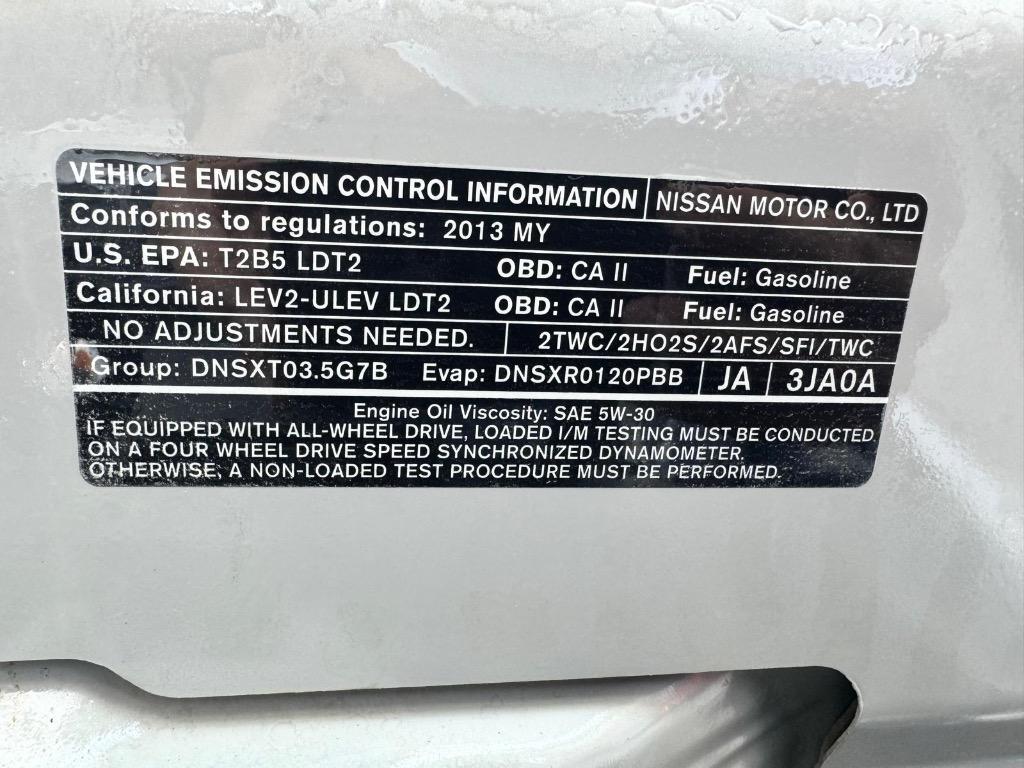 VEHICLE EMISSION CONTROL INFORMATION NISSAN MOTOR CO., LTD
Conforms to regulations: 2013 MY
U.S. EPA: T2B5 LDT2 OBD: CA II Fuel: Gasoline
California: LEV2-ULEV LDT2 OBD: CA II Fuel: Gasoline
NO ADJUSTMENTS NEEDED. 2TWC/2HO2S/2AFS/SFI/TWC
Group: DNSXT03.5G7B Evap: DNSXR0120PBB JA 3JA0A
Engine Oil Viscosity: SAE 5W-30
IF EQUIPPED WITH ALL-WHEEL DRIVE, LOADED I/M TESTING MUST BE CONDUCTED
ON A FOUR WHEEL DRIVE SPEED SYNCHRONIZED DYNAMOMETER.
OTHERWISE, A NON-LOADED TEST PROCEDURE MUST BE PERFORMED.